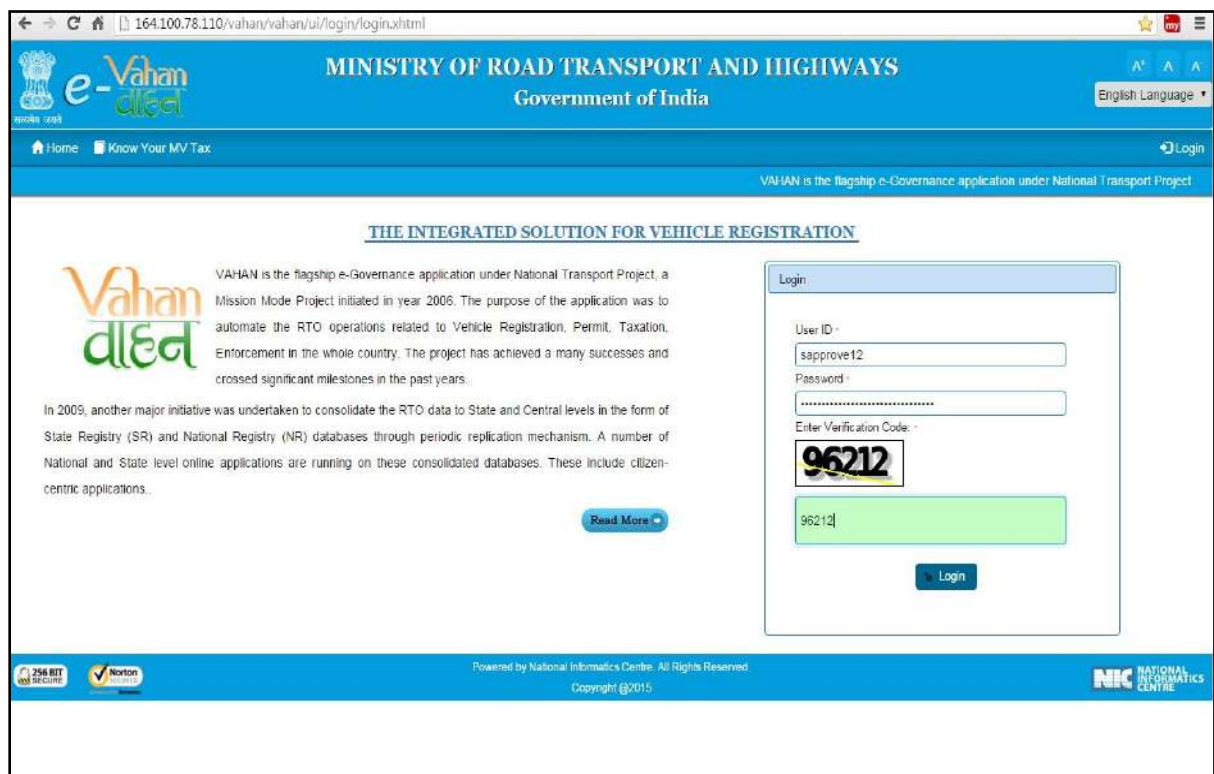 164.100.78.110/vahan/vahan/ui/login/login.xhtml
my
सत्यमेव जयते
e-Vahan
वाहन
MINISTRY OF ROAD TRANSPORT AND HIGHWAYS
Government of India
A+ A A-
English Language
Home Know Your MV Tax
Login
VAHAN is the flagship e-Governance application under National Transport Project
THE INTEGRATED SOLUTION FOR VEHICLE REGISTRATION
Vahan
वाहन
VAHAN is the flagship e-Governance application under National Transport Project, a
Mission Mode Project initiated in year 2006. The purpose of the application was to
automate the RTO operations related to Vehicle Registration, Permit, Taxation,
Enforcement in the whole country. The project has achieved a many successes and
crossed significant milestones in the past years.
In 2009, another major initiative was undertaken to consolidate the RTO data to State and Central levels in the form of
State Registry (SR) and National Registry (NR) databases through periodic replication mechanism. A number of
National and State level online applications are running on these consolidated databases. These include citizen-
centric applications..
Read More
Login
User ID *
sapprove12
Password *
Enter Verification Code: *
96212
96212
Login
256 BIT
SECURE
Norton
SECURED
Powered by National Informatics Centre. All Rights Reserved
Copyright @2015
NIC NATIONAL
INFORMATICS
CENTRE